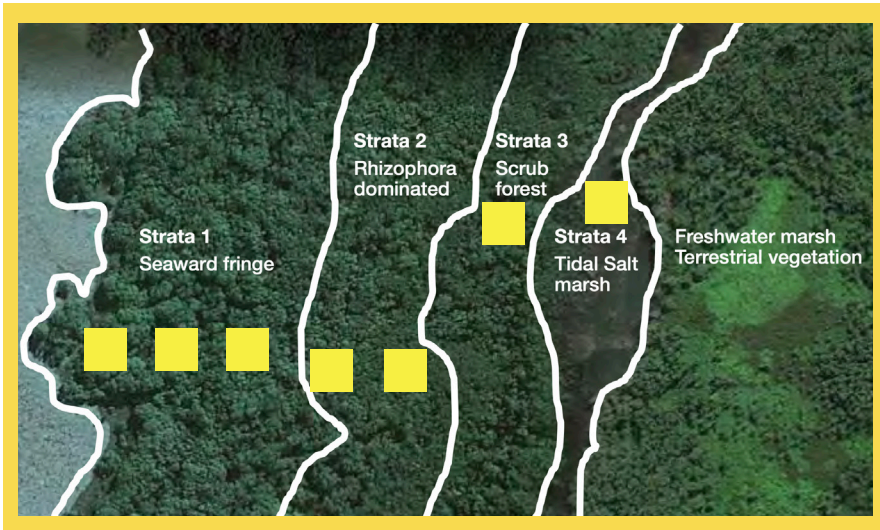 Strata 1
Seaward fringe
Strata 2
Rhizophora
dominated
Strata 3
Scrub
forest
Strata 4
Tidal Salt
marsh
Freshwater marsh
Terrestrial vegetation